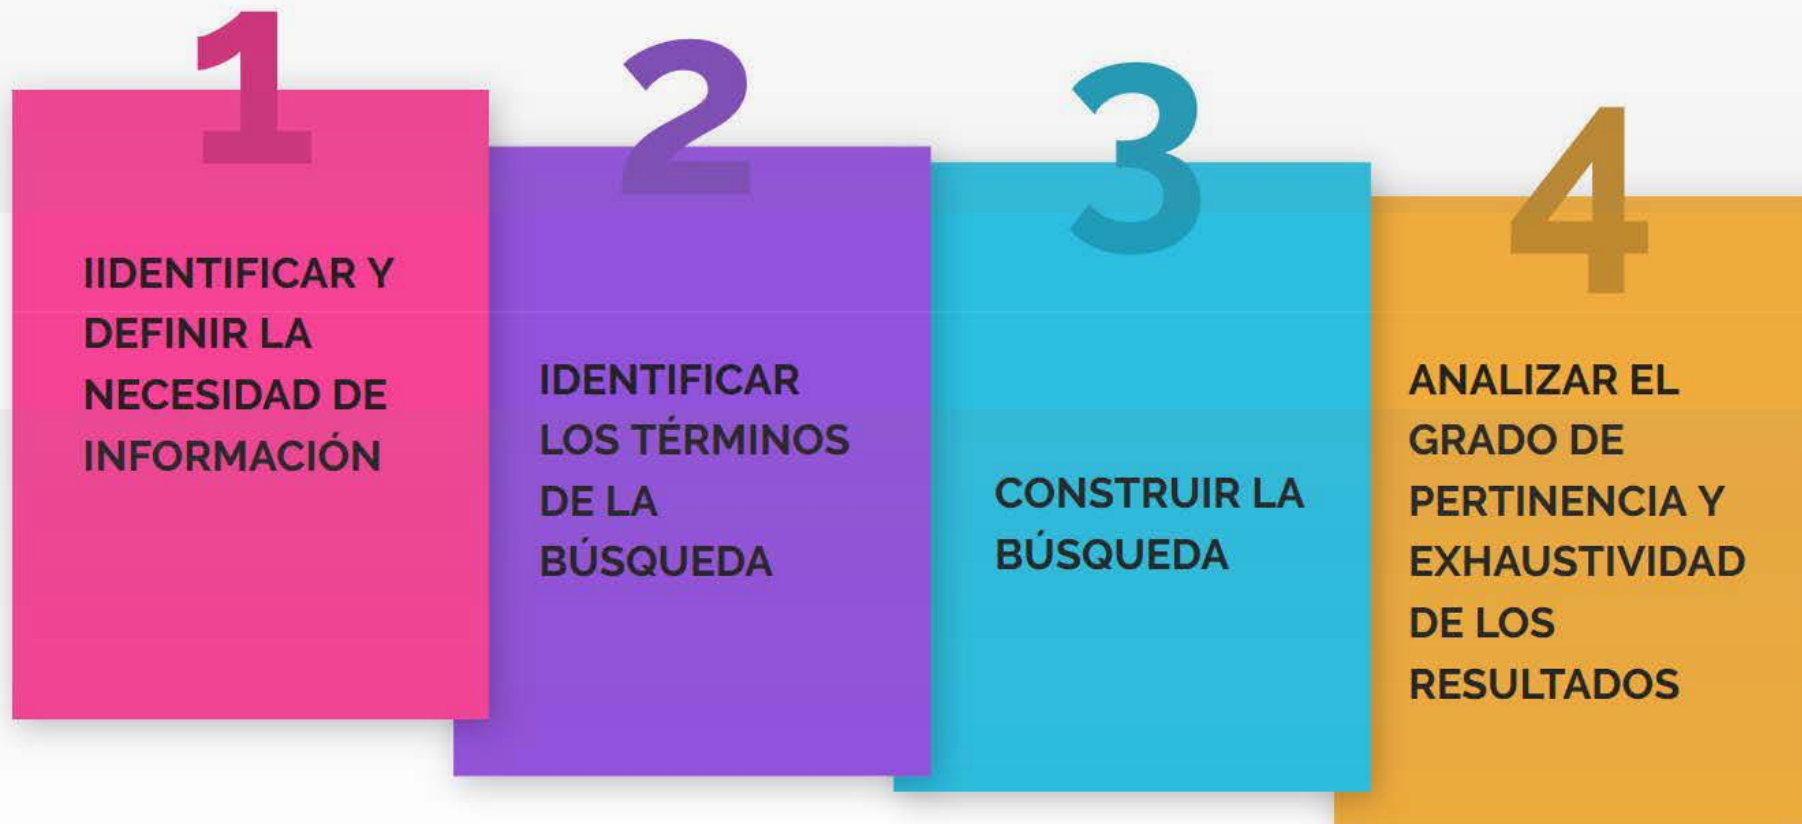 1
IIDENTIFICAR Y
DEFINIR LA
NECESIDAD DE
INFORMACIÓN
2
IDENTIFICAR
LOS TÉRMINOS
DE LA
BÚSQUEDA
3
CONSTRUIR LA
BÚSQUEDA
4
ANALIZAR EL
GRADO DE
PERTINENCIA Y
EXHAUSTIVIDAD
DE LOS
RESULTADOS